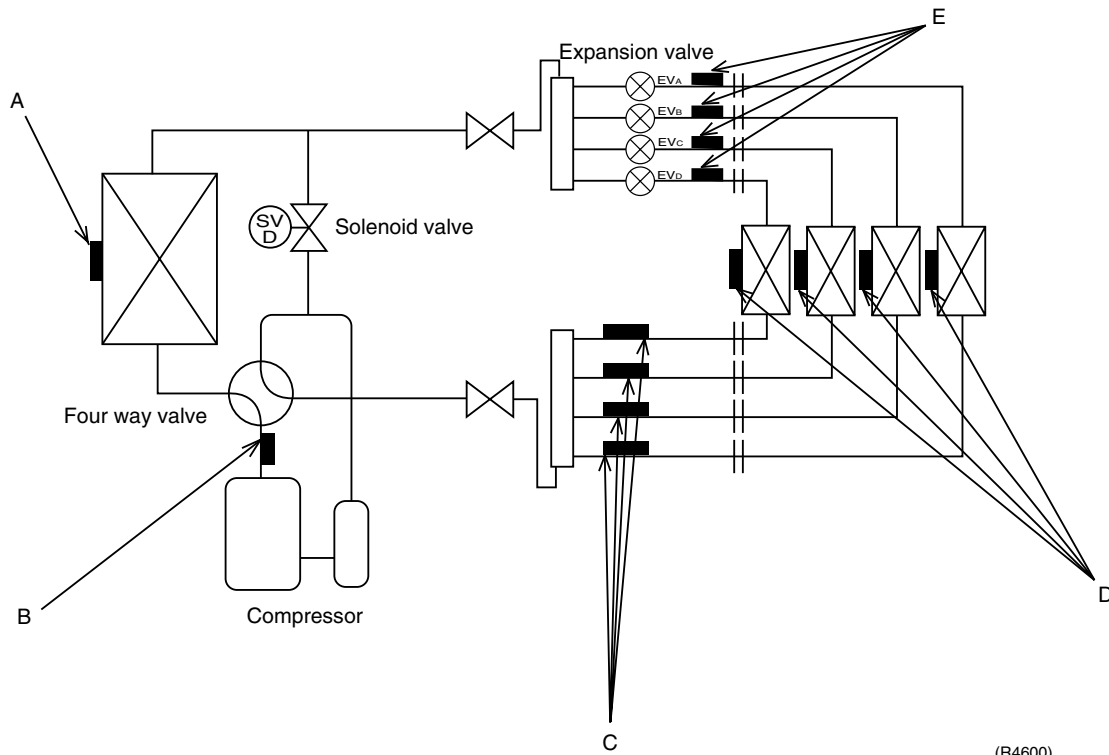 E
Expansion valve
A
EVA
EVB
EVC
EVD
SV
D
Solenoid valve
Four way valve
B
Compressor
D
C
(R4600)